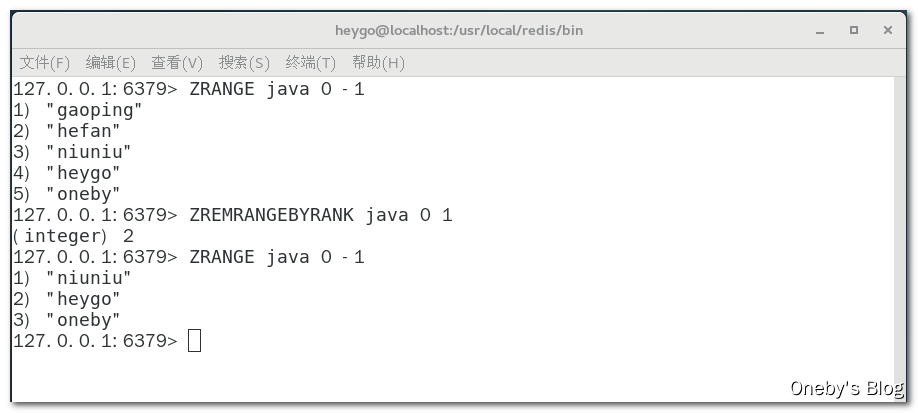 heygo@localhost:/usr/local/redis/bin
文件(F) 编辑(E) 查看(V) 搜索(S) 终端(T) 帮助(H)
127.0.0.1:6379> ZRANGE java 0 -1
1) "gaoping"
2) "hefan"
3) "niuniu"
4) "heygo"
5) "oneby"
127.0.0.1:6379> ZREMRANGEBYRANK java 0 1
(integer) 2
127.0.0.1:6379> ZRANGE java 0 -1
1) "niuniu"
2) "heygo"
3) "oneby"
127.0.0.1:6379>
Oneby's Blog